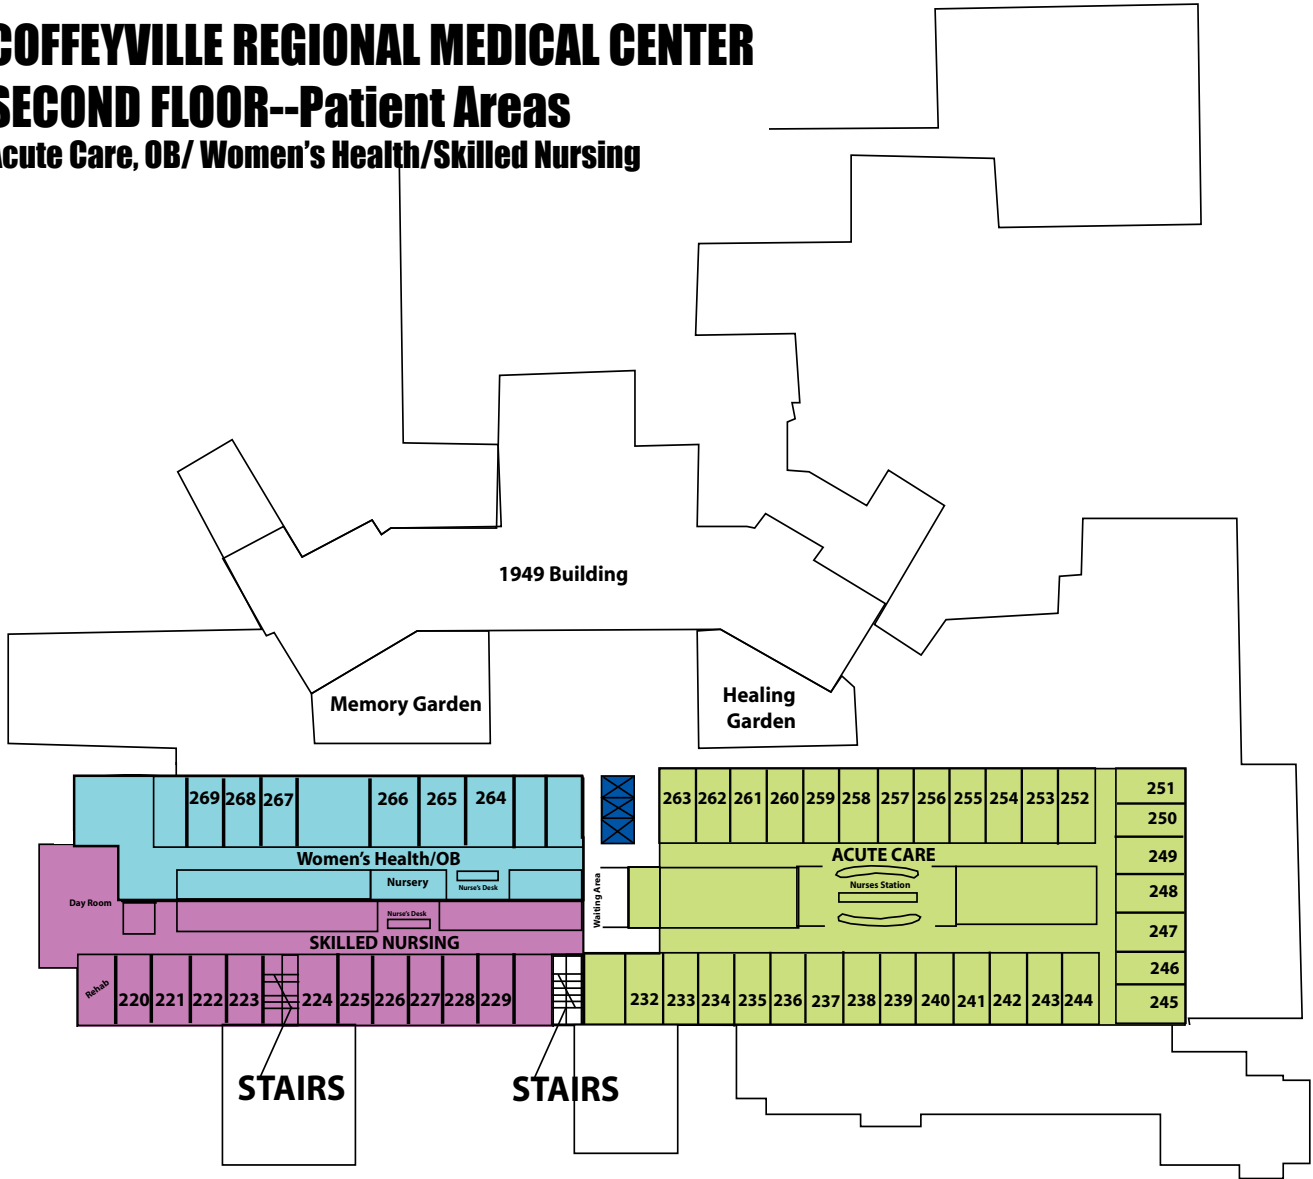 COFFEYVILLE REGIONAL MEDICAL CENTER
SECOND FLOOR--Patient Areas
Acute Care, OB/ Women's Health/Skilled Nursing
1949 Building
Memory Garden
Healing
Garden
269 268 267 266 265 264
263 262 261 260 259 258 257 256 255 254 253 252
251
250
249
248
247
246
245
Women's Health/OB
Nursery
Nurse's Desk
ACUTE CARE
Nurses Station
Waiting Area
Day Room
Nurse's Desk
SKILLED NURSING
Rehab
220 221 222 223 224 225 226 227 228 229
232 233 234 235 236 237 238 239 240 241 242 243 244
STAIRS
STAIRS